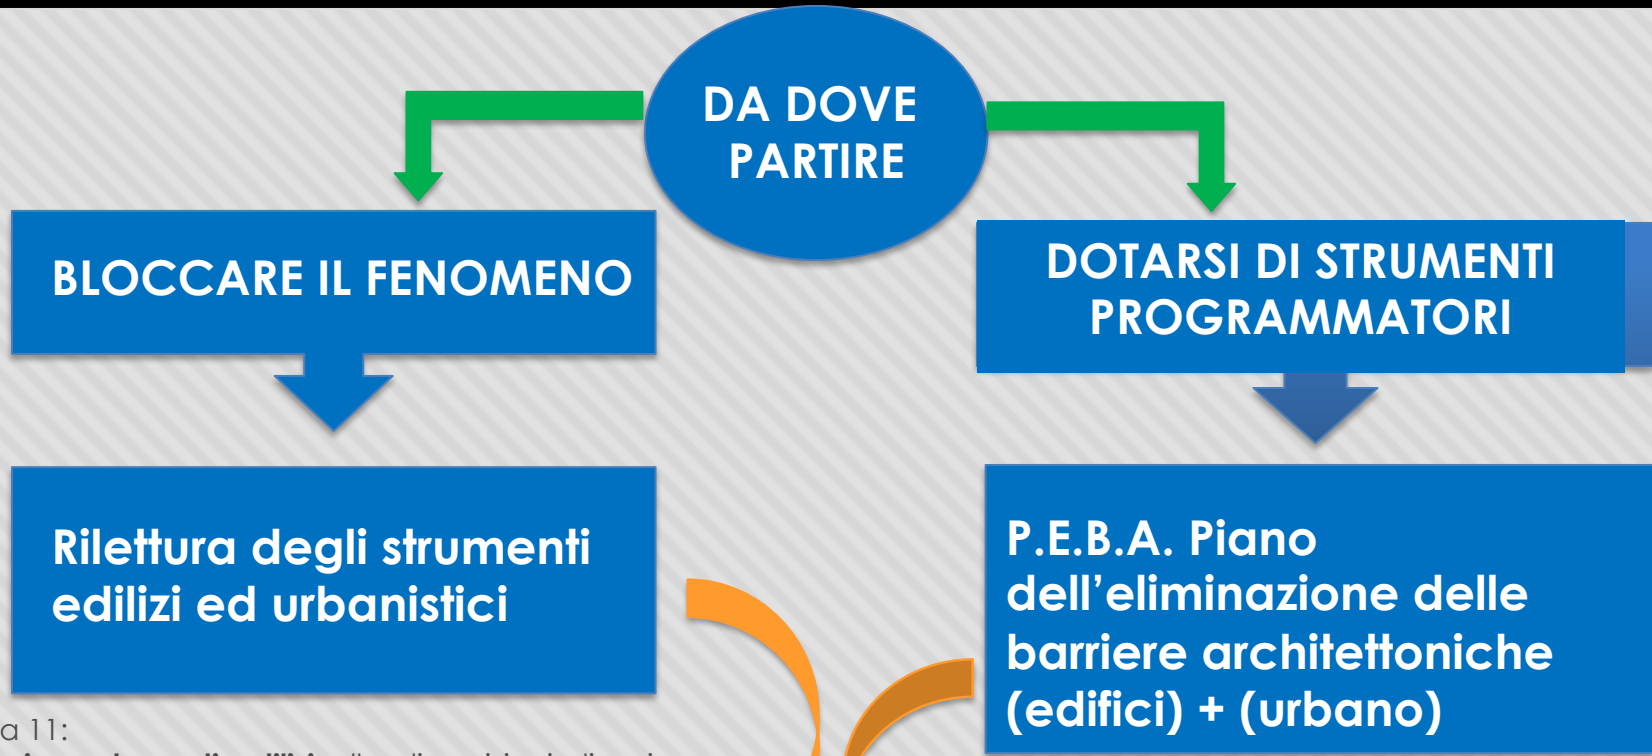 DA DOVE
PARTIRE
BLOCCARE IL FENOMENO
DOTARSI DI STRUMENTI
PROGRAMMATORI
Rilettura degli strumenti
edilizi ed urbanistici
P.E.B.A. Piano
dell’eliminazione delle
barriere architettoniche
(edifici) + (urbano)
a 11: